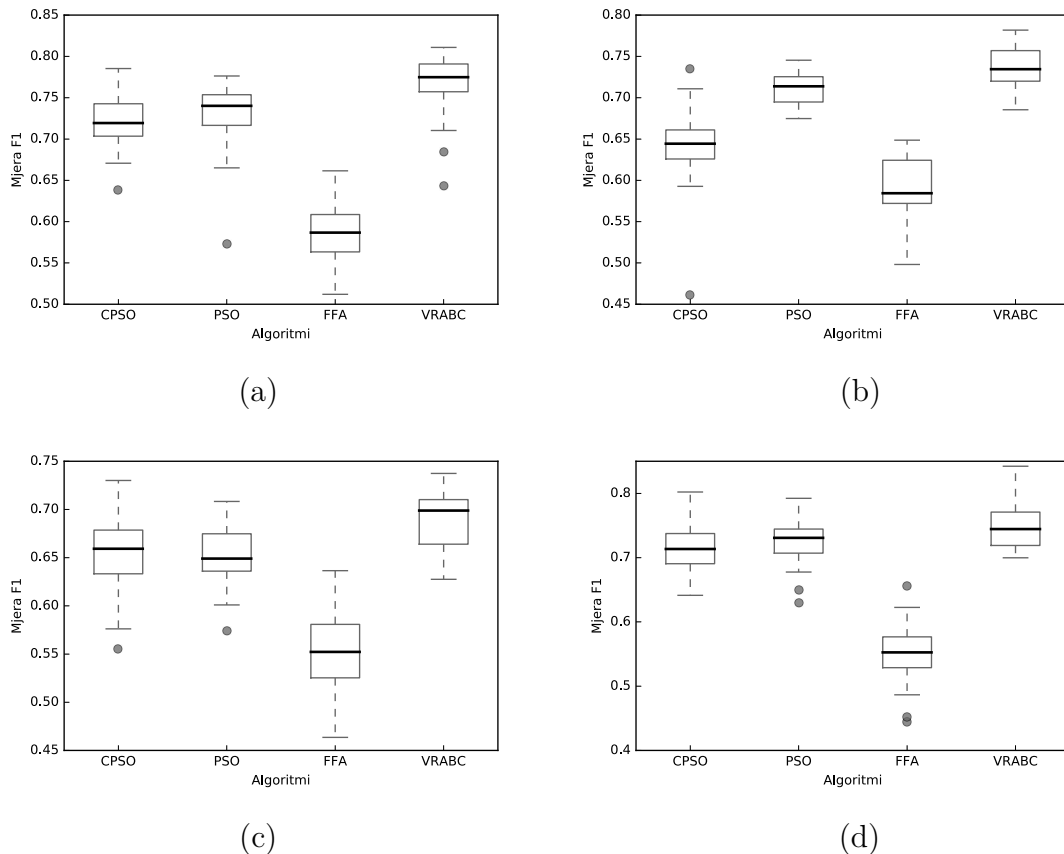 0.85
0.80
0.75
0.70
0.65
0.60
0.55
0.50
Mjera F1
CPSO PSO FFA VRABC
Algoritmi
(a)
0.80
0.75
0.70
0.65
0.60
0.55
0.50
0.45
Mjera F1
CPSO PSO FFA VRABC
Algoritmi
(b)
0.75
0.70
0.65
0.60
0.55
0.50
0.45
Mjera F1
CPSO PSO FFA VRABC
Algoritmi
(c)
0.8
0.7
0.6
0.5
0.4
Mjera F1
CPSO PSO FFA VRABC
Algoritmi
(d)